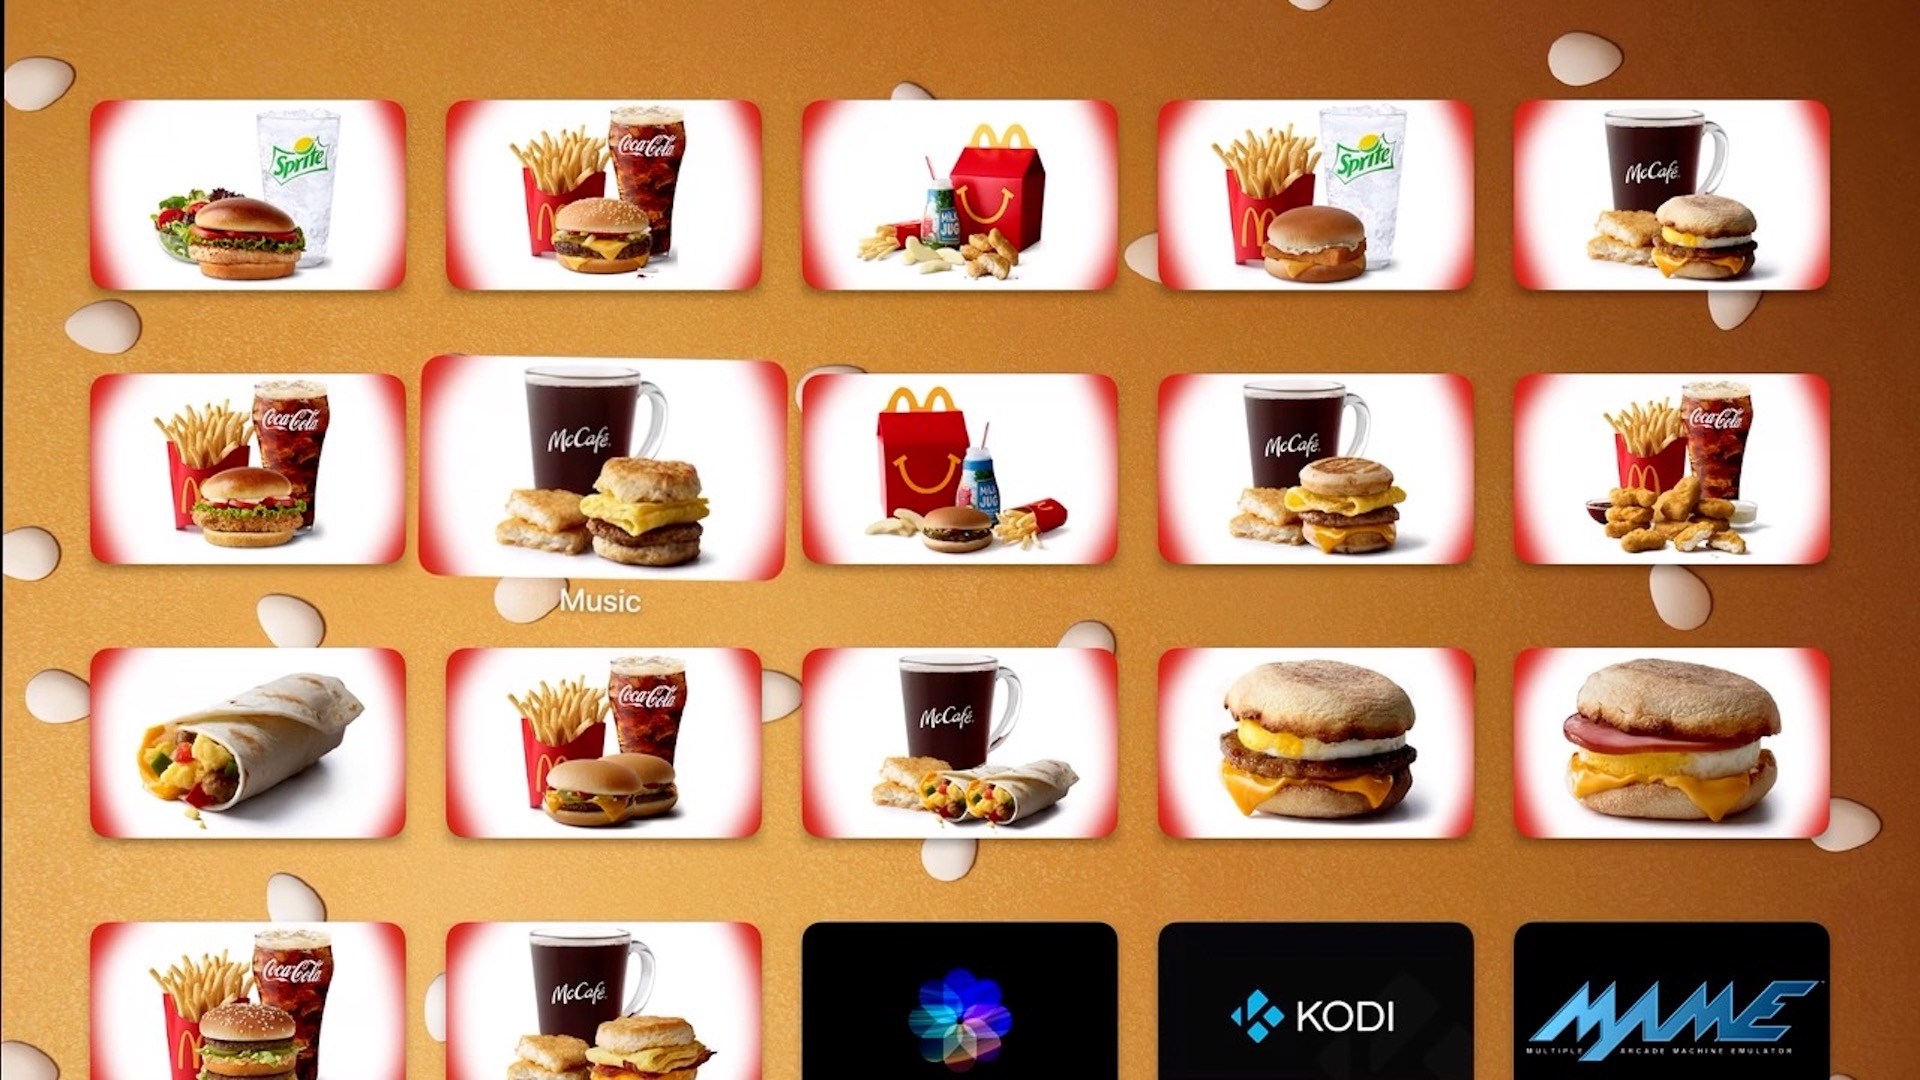 Sprite
Coca-Cola
MILK
JUG
Sprite
McCafé
Coca-Cola
McCafé
MILK
JUG
McCafé
Coca-Cola
Music
Coca-Cola
McCafé
Coca-Cola
McCafé
KODI
MAME
MULTIPLE ARCADE MACHINE EMULATOR